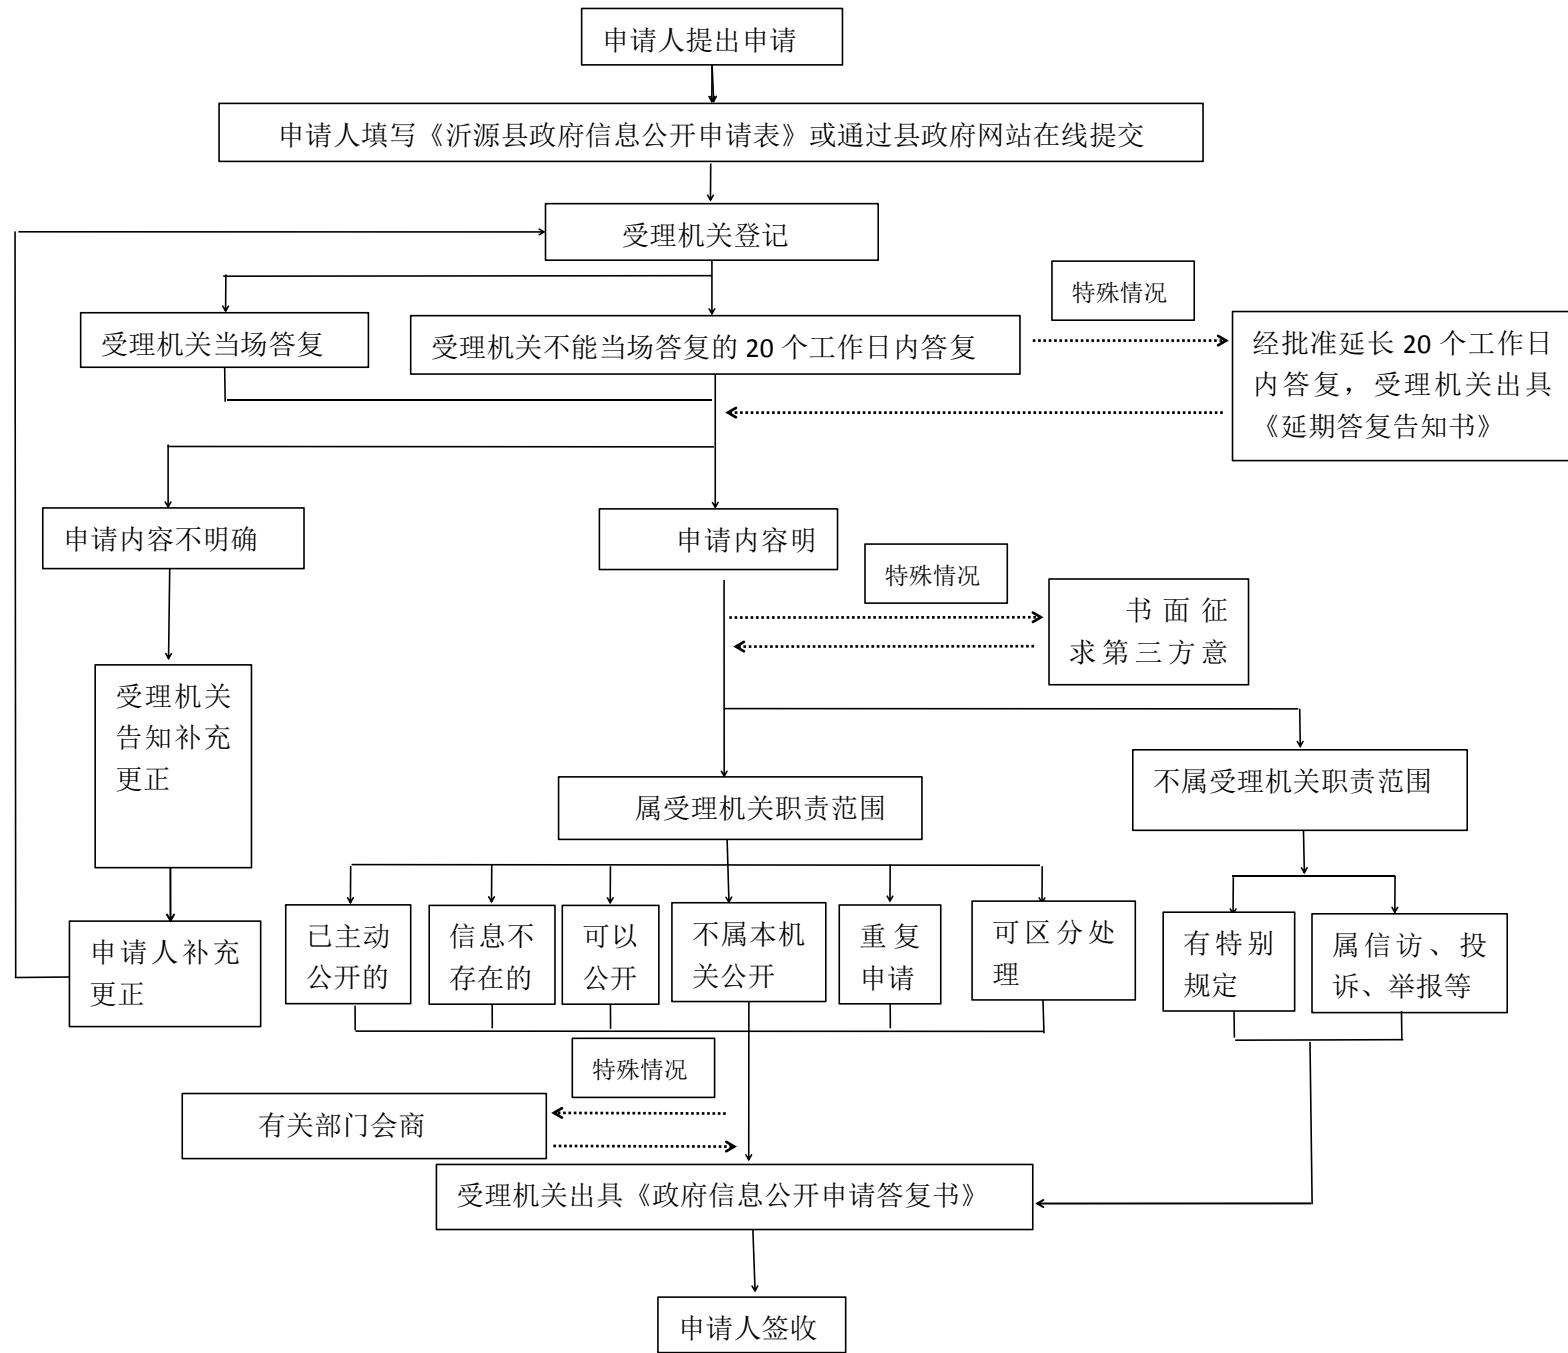 申请人提出申请
申请人填写《沂源县政府信息公开申请表》或通过县政府网站在线提交
受理机关登记
特殊情况
受理机关当场答复
受理机关不能当场答复的 20 个工作日内答复
经批准延长 20 个工作日
内答复，受理机关出具
《延期答复告知书》
申请内容不明确
申请内容明
特殊情况
书面征
求第三方意
受理机关
告知补充
更正
属受理机关职责范围
不属受理机关职责范围
申请人补充
更正
已主动
公开的
信息不
存在的
可以
公开
不属本机
关公开
重复
申请
可区分处
理
有特别
规定
属信访、投
诉、举报等
特殊情况
有关部门会商
受理机关出具《政府信息公开申请答复书》
申请人签收